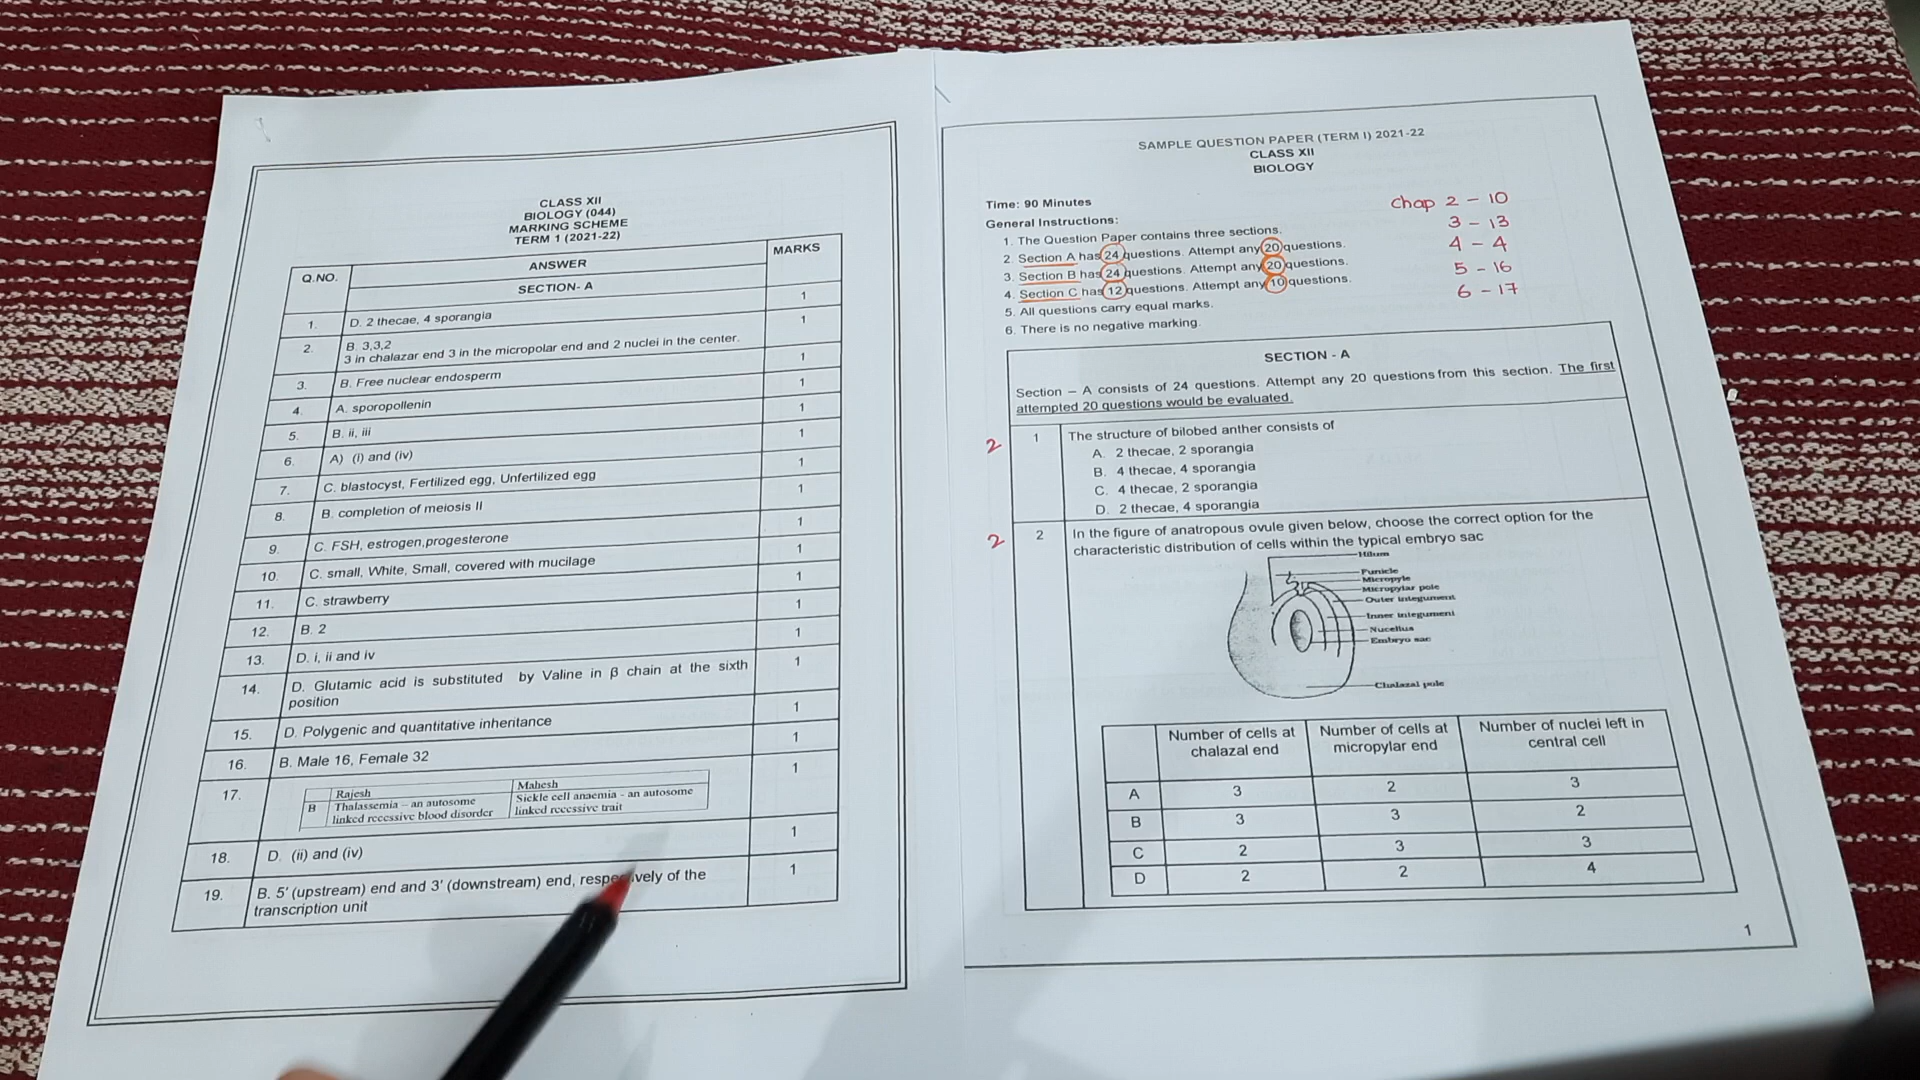 CLASS XII
BIOLOGY (044)
MARKING SCHEME
TERM 1 (2021-22)
Q.NO. ANSWER MARKS
SECTION- A
1. D. 2 thecae, 4 sporangia 1
2. B. 3,3,2 1
3 in chalazar end 3 in the micropolar end and 2 nuclei in the center.
3. B. Free nuclear endosperm 1
4. A. sporopollenin 1
5. B. ii, iii 1
6. A) (i) and (iv) 1
7. C. blastocyst, Fertilized egg, Unfertilized egg 1
8. B. completion of meiosis II 1
9. C. FSH, estrogen,progesterone 1
10. C. small, White, Small, covered with mucilage 1
11. C. strawberry 1
12. B. 2 1
13. D. i, ii and iv 1
14. D. Glutamic acid is substituted by Valine in β chain at the sixth 1
position
15. D. Polygenic and quantitative inheritance 1
16. B. Male 16, Female 32 1
17. Rajesh Mahesh 1
B Thalassemia – an autosome Sickle cell anaemia - an autosome
linked recessive blood disorder linked recessive trait
18. D. (ii) and (iv) 1
19. B. 5' (upstream) end and 3' (downstream) end, respectively of the 1
transcription unit
SAMPLE QUESTION PAPER (TERM I) 2021-22
CLASS XII
BIOLOGY
Time: 90 Minutes
General Instructions:
1. The Question Paper contains three sections.
2. Section A has 24 questions. Attempt any 20 questions.
3. Section B has 24 questions. Attempt any 20 questions.
4. Section C has 12 questions. Attempt any 10 questions.
5. All questions carry equal marks.
6. There is no negative marking.
Chap 2 – 10
3 – 13
4 – 4
5 – 16
6 – 17
SECTION - A
Section – A consists of 24 questions. Attempt any 20 questions from this section. The first
attempted 20 questions would be evaluated.
2 1 The structure of bilobed anther consists of
A. 2 thecae, 2 sporangia
B. 4 thecae, 4 sporangia
C. 4 thecae, 2 sporangia
D. 2 thecae, 4 sporangia
2 2 In the figure of anatropous ovule given below, choose the correct option for the
characteristic distribution of cells within the typical embryo sac
Hilum
Funicle
Micropyle
Micropylar pole
Outer integument
Inner integument
Nucellus
Embryo sac
Chalazal pole
Number of cells at chalazal end Number of cells at micropylar end Number of nuclei left in central cell
A 3 2 3
B 3 3 2
C 2 3 3
D 2 2 4
1